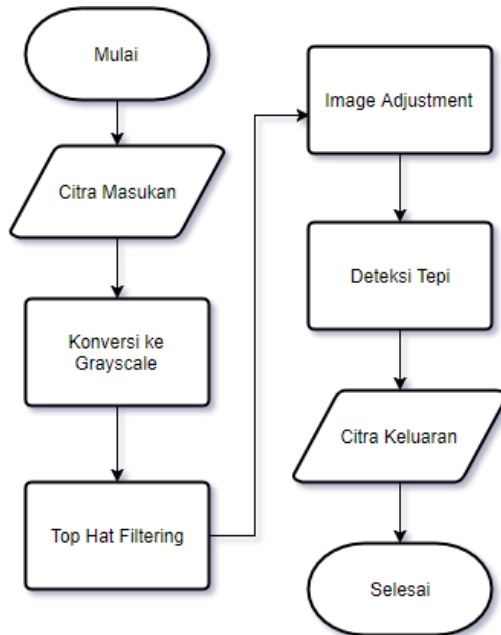 Mulai
Citra Masukan
Konversi ke
Grayscale
Top Hat Filtering
Image Adjustment
Deteksi Tepi
Citra Keluaran
Selesai